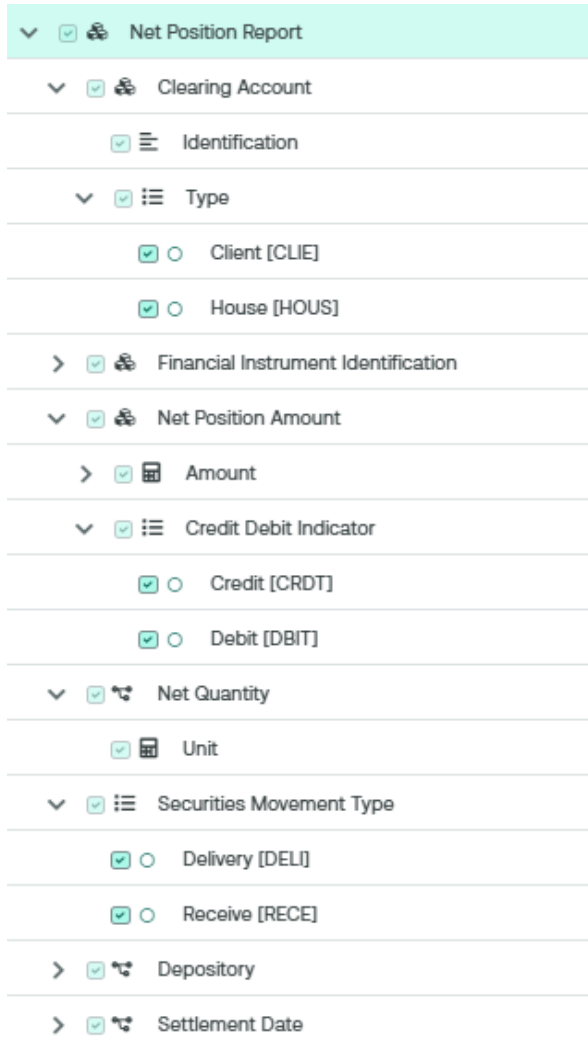 Net Position Report
Clearing Account
Identification
Type
Client [CLIE]
House [HOUS]
Financial Instrument Identification
Net Position Amount
Amount
Credit Debit Indicator
Credit [CRDT]
Debit [DBIT]
Net Quantity
Unit
Securities Movement Type
Delivery [DELI]
Receive [RECE]
Depository
Settlement Date